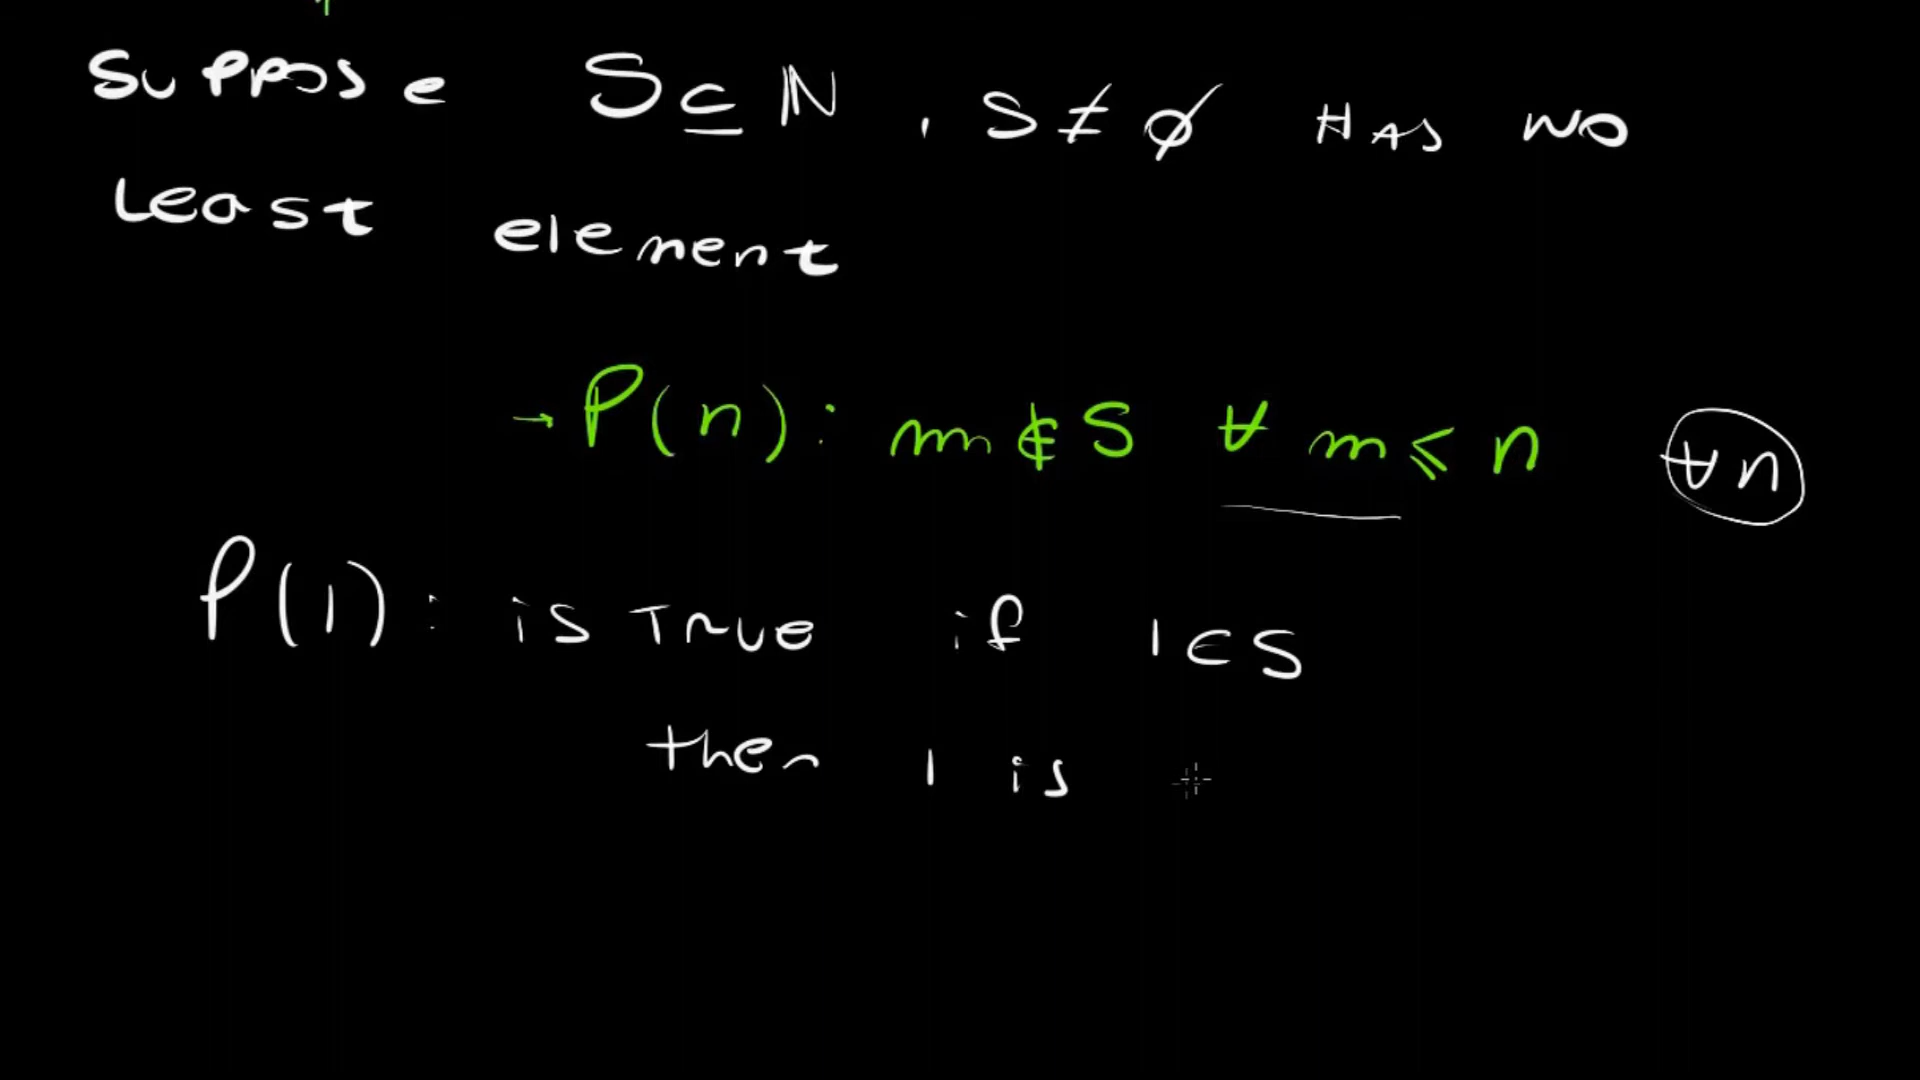 Suppose S ⊆ ℕ , S ≠ ∅ HAS NO
Least element
→ P(n): m ∉ S ∀ m ≤ n ∀n
P(1): is True if 1 ∈ S
then 1 is